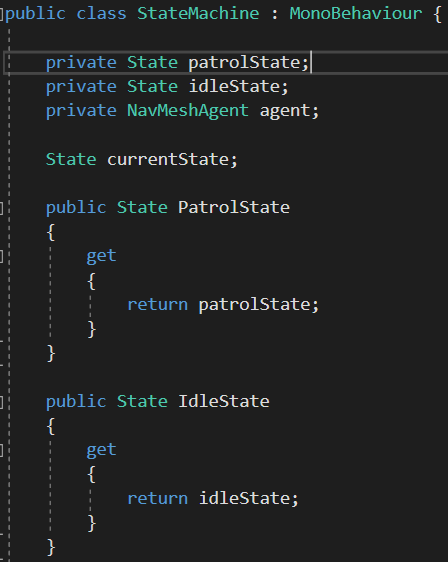 public class StateMachine : MonoBehaviour {
private State patrolState;
private State idleState;
private NavMeshAgent agent;
State currentState;
public State PatrolState
{
get
{
return patrolState;
}
}
public State IdleState
{
get
{
return idleState;
}
}